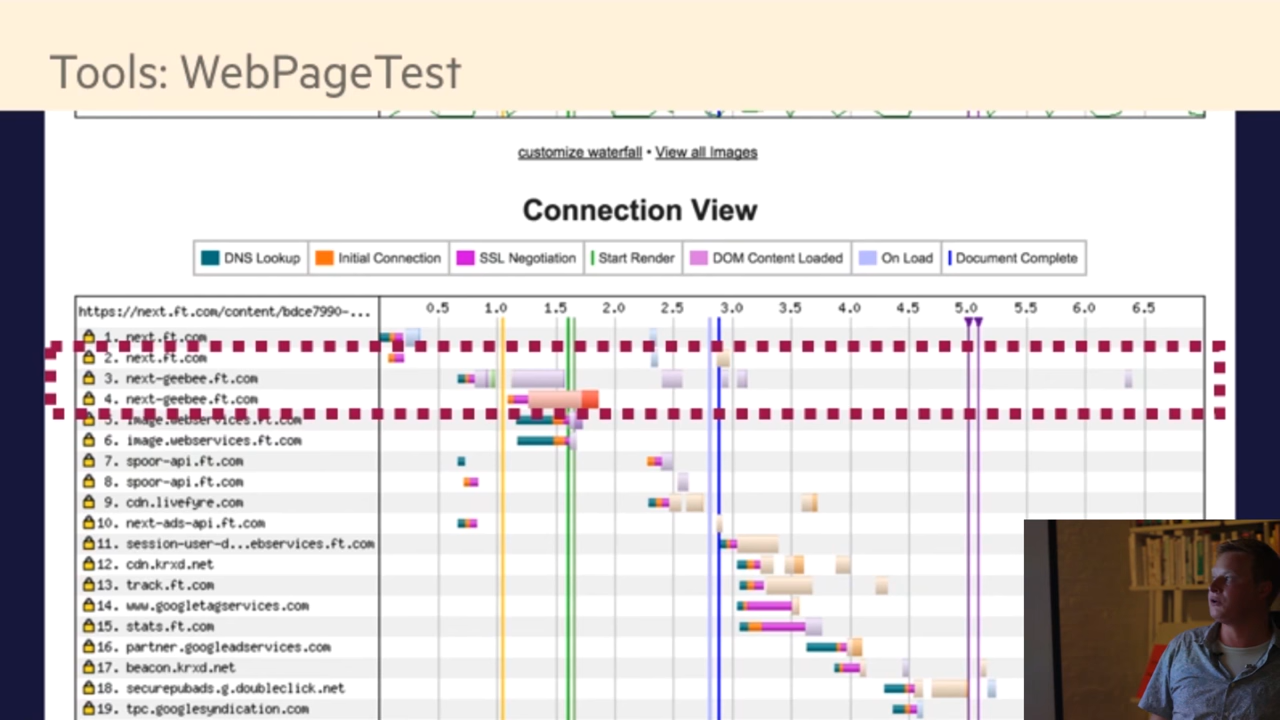 Tools: WebPageTest
customize waterfall • View all Images
Connection View
DNS Lookup Initial Connection SSL Negotiation Start Render DOM Content Loaded On Load Document Complete
https://next.ft.com/content/bdce7990-... 0.5 1.0 1.5 2.0 2.5 3.0 3.5 4.0 4.5 5.0 5.5 6.0 6.5
1. next.ft.com
2. next.ft.com
3. next-geebee.ft.com
4. next-geebee.ft.com
5. image.webservices.ft.com
6. image.webservices.ft.com
7. spoor-api.ft.com
8. spoor-api.ft.com
9. cdn.livefyre.com
10. next-ads-api.ft.com
11. session-user-d...ebservices.ft.com
12. cdn.krxd.net
13. track.ft.com
14. www.googletagservices.com
15. stats.ft.com
16. partner.googleadservices.com
17. beacon.krxd.net
18. securepubads.g.doubleclick.net
19. tpc.googlesyndication.com